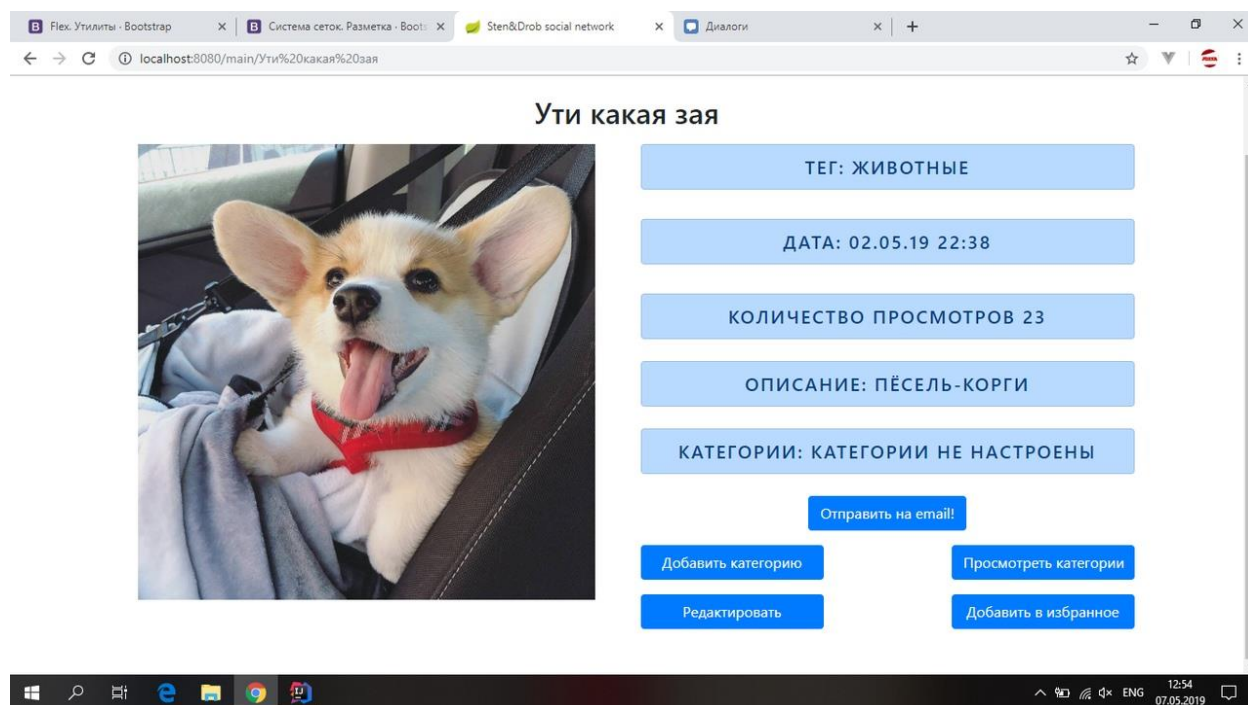 Flex. Утилиты · Bootstrap
Система сеток. Разметка · Boots
Sten&Drob social network
Диалоги
localhost:8080/main/Ути%20какая%20зая
Ути какая зая
ТЕГ: ЖИВОТНЫЕ
ДАТА: 02.05.19 22:38
КОЛИЧЕСТВО ПРОСМОТРОВ 23
ОПИСАНИЕ: ПЁСЕЛЬ-КОРГИ
КАТЕГОРИИ: КАТЕГОРИИ НЕ НАСТРОЕНЫ
Отправить на email!
Добавить категорию
Просмотреть категории
Редактировать
Добавить в избранное
ENG
12:54
07.05.2019